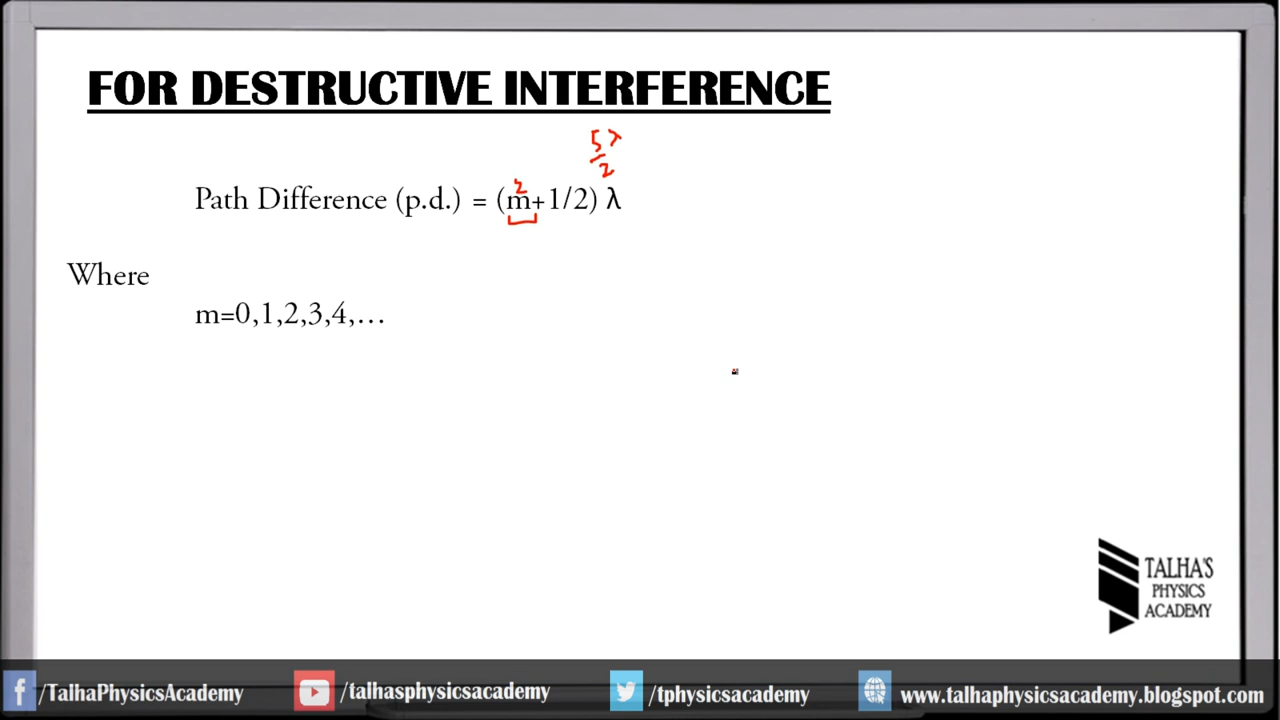 FOR DESTRUCTIVE INTERFERENCE
5λ
2
2
Path Difference (p.d.) = (m+1/2) λ
Where
m=0,1,2,3,4,...
TALHA'S
PHYSICS
ACADEMY
/TalhaPhysicsAcademy
/talhasphysicsacademy
/tphysicsacademy
www.talhaphysicsacademy.blogspot.com